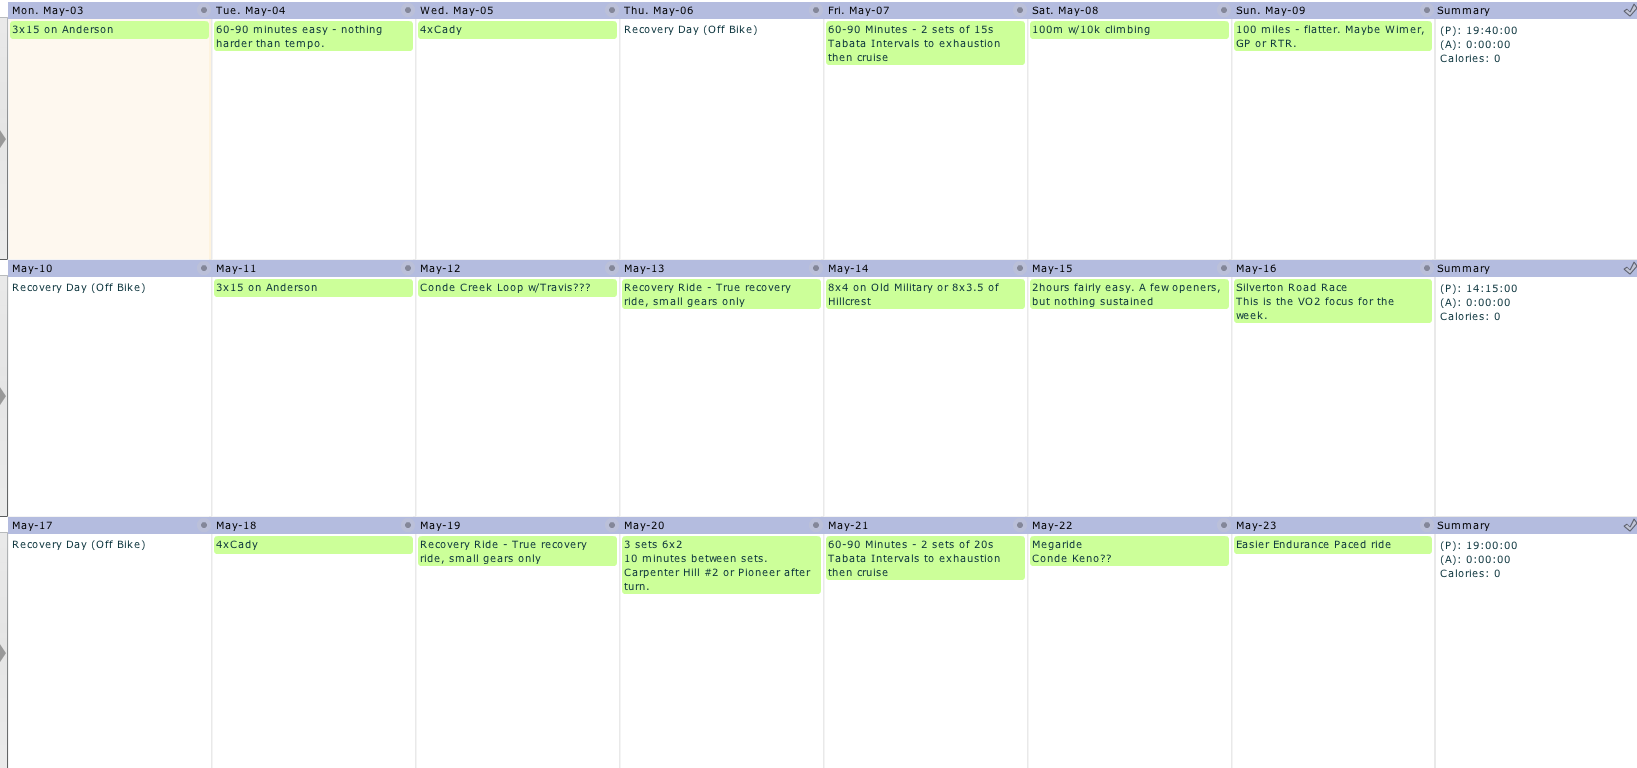 Mon. May-03
Tue. May-04
Wed. May-05
Thu. May-06
Fri. May-07
Sat. May-08
Sun. May-09
Summary
3x15 on Anderson
60-90 minutes easy - nothing
harder than tempo.
4xCady
Recovery Day (Off Bike)
60-90 Minutes - 2 sets of 15s
Tabata Intervals to exhaustion
then cruise
100m w/10k climbing
100 miles - flatter. Maybe Wimer,
GP or RTR.
(P): 19:40:00
(A): 0:00:00
Calories: 0
May-10
May-11
May-12
May-13
May-14
May-15
May-16
Summary
Recovery Day (Off Bike)
3x15 on Anderson
Conde Creek Loop w/Travis???
Recovery Ride - True recovery
ride, small gears only
8x4 on Old Military or 8x3.5 of
Hillcrest
2hours fairly easy. A few openers,
but nothing sustained
Silverton Road Race
This is the VO2 focus for the
week.
(P): 14:15:00
(A): 0:00:00
Calories: 0
May-17
May-18
May-19
May-20
May-21
May-22
May-23
Summary
Recovery Day (Off Bike)
4xCady
Recovery Ride - True recovery
ride, small gears only
3 sets 6x2
10 minutes between sets.
Carpenter Hill #2 or Pioneer after
turn.
60-90 Minutes - 2 sets of 20s
Tabata Intervals to exhaustion
then cruise
Megaride
Conde Keno??
Easier Endurance Paced ride
(P): 19:00:00
(A): 0:00:00
Calories: 0